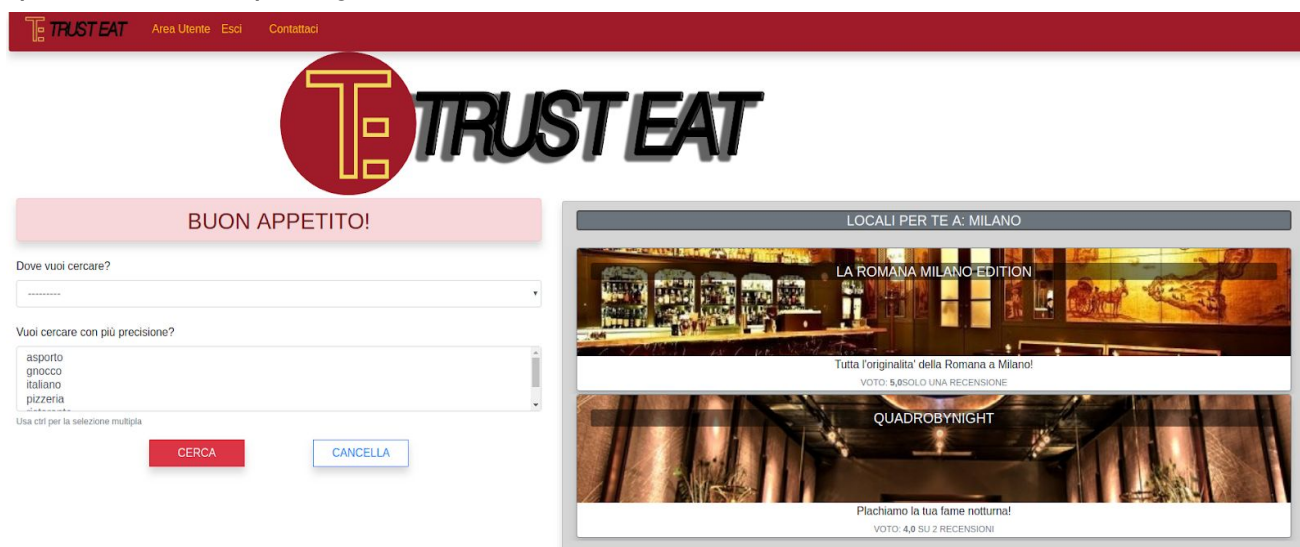 TRUST EAT Area Utente Esci Contattaci
TRUST EAT
BUON APPETITO!
Dove vuoi cercare?
---------
Vuoi cercare con più precisione?
asporto
gnocco
italiano
pizzeria
Usa ctrl per la selezione multipla
CERCA CANCELLA
LOCALI PER TE A: MILANO
LA ROMANA MILANO EDITION
Tutta l'originalita' della Romana a Milano!
VOTO: 5,0SOLO UNA RECENSIONE
QUADROBYNIGHT
Plachiamo la tua fame notturna!
VOTO: 4,0 SU 2 RECENSIONI